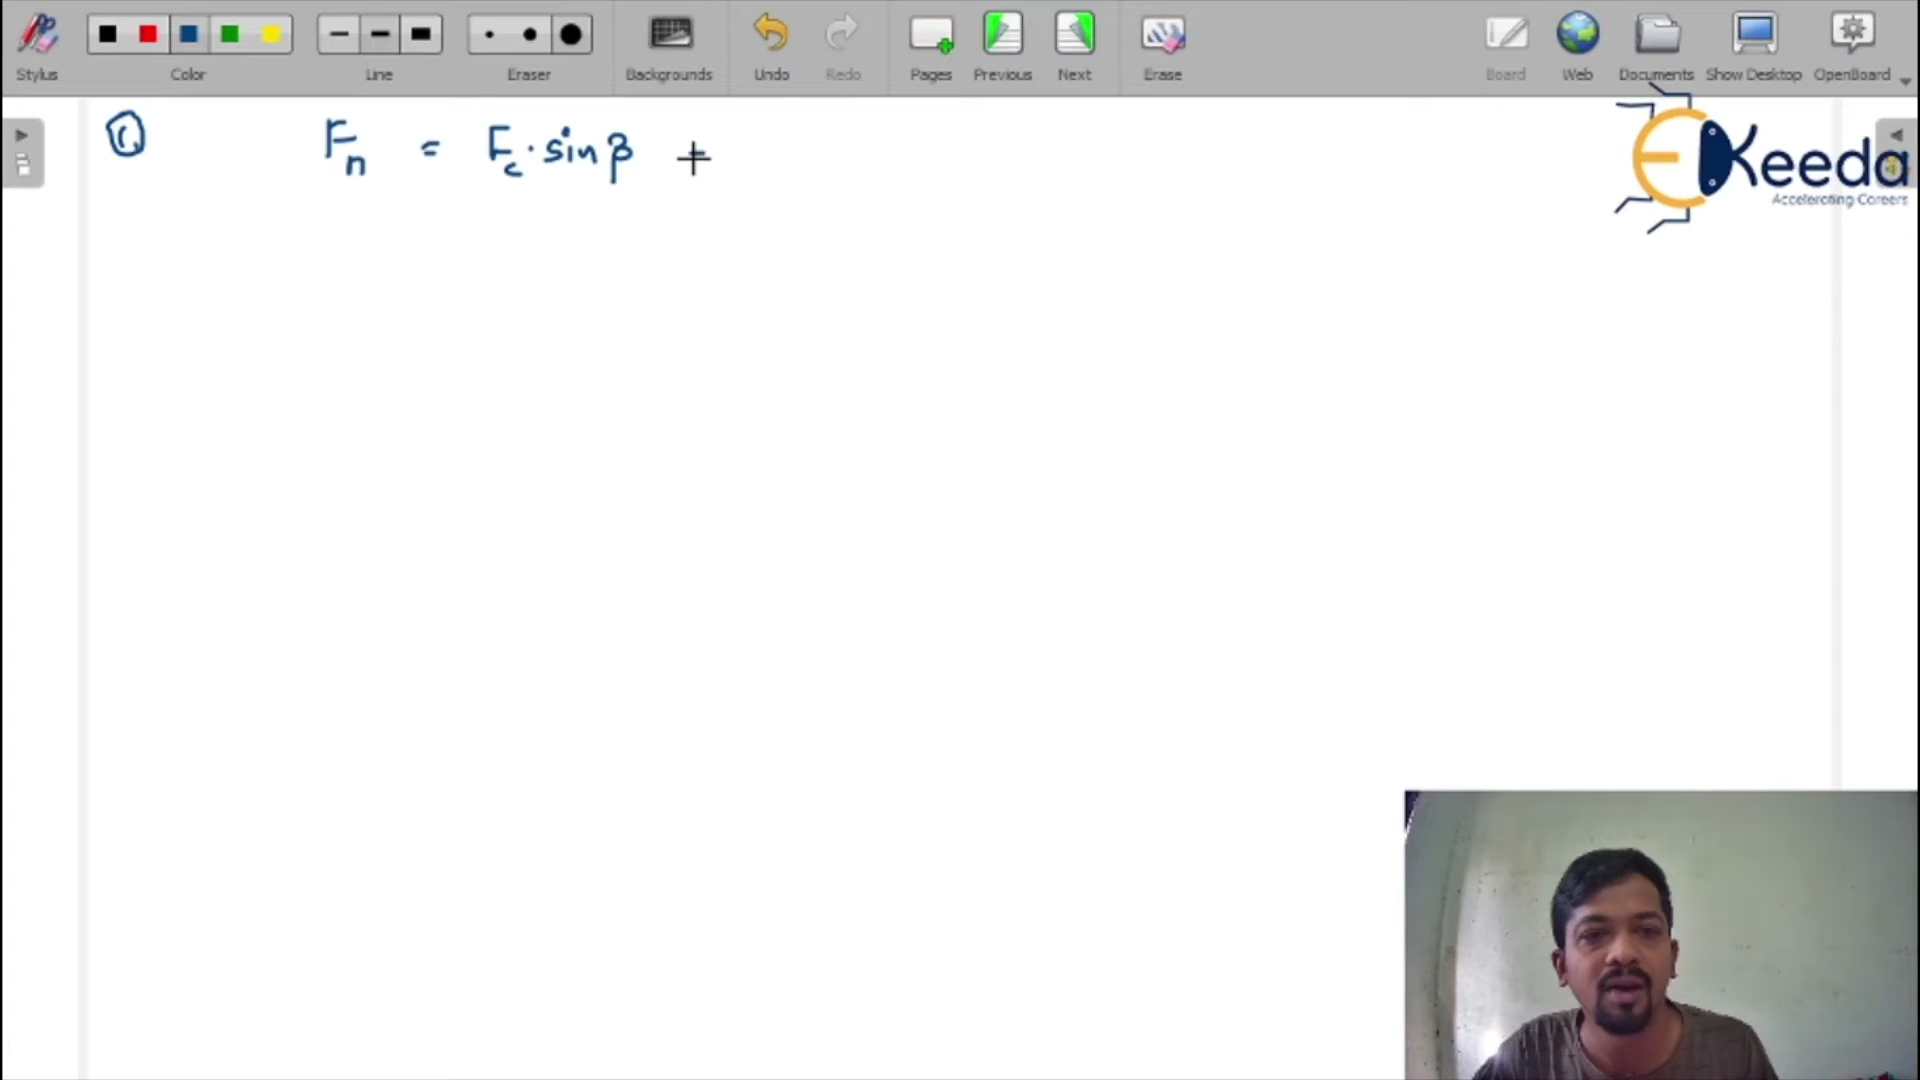 Stylus Color Line Eraser Backgrounds Undo Redo Pages Previous Next Erase Board Web Documents Show Desktop OpenBoard
① Fn = Fc · sin β +
EKeeda
Accelerating Careers